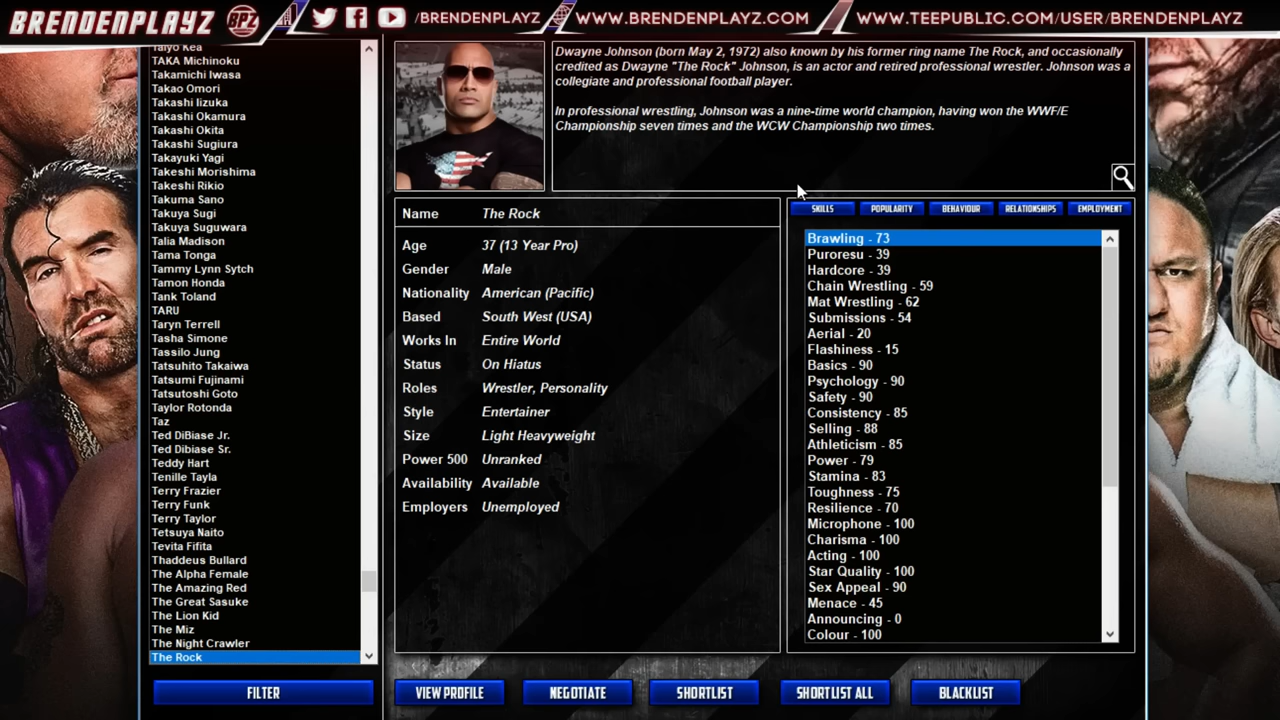 BRENDENPLAYZ BPZ /BRENDENPLAYZ WWW.BRENDENPLAYZ.COM WWW.TEEPUBLIC.COM/USER/BRENDENPLAYZ
Taiyo Kea
TAKA Michinoku
Takamichi Iwasa
Takao Omori
Takashi Iizuka
Takashi Okamura
Takashi Okita
Takashi Sugiura
Takayuki Yagi
Takeshi Morishima
Takeshi Rikio
Takuma Sano
Takuya Sugi
Takuya Suguwara
Talia Madison
Tama Tonga
Tammy Lynn Sytch
Tamon Honda
Tank Toland
TARU
Taryn Terrell
Tasha Simone
Tassilo Jung
Tatsuhito Takaiwa
Tatsumi Fujinami
Tatsutoshi Goto
Taylor Rotonda
Taz
Ted DiBiase Jr.
Ted Dibiase Sr.
Teddy Hart
Tenille Tayla
Terry Frazier
Terry Funk
Terry Taylor
Tetsuya Naito
Tevita Fifita
Thaddeus Bullard
The Alpha Female
The Amazing Red
The Great Sasuke
The Lion Kid
The Miz
The Night Crawler
The Rock
FILTER
Dwayne Johnson (born May 2, 1972) also known by his former ring name The Rock, and occasionally
credited as Dwayne "The Rock" Johnson, is an actor and retired professional wrestler. Johnson was a
collegiate and professional football player.
In professional wrestling, Johnson was a nine-time world champion, having won the WWF/E
Championship seven times and the WCW Championship two times.
Name The Rock
Age 37 (13 Year Pro)
Gender Male
Nationality American (Pacific)
Based South West (USA)
Works In Entire World
Status On Hiatus
Roles Wrestler, Personality
Style Entertainer
Size Light Heavyweight
Power 500 Unranked
Availability Available
Employers Unemployed
SKILLS POPULARITY BEHAVIOUR RELATIONSHIPS EMPLOYMENT
Brawling - 73
Puroresu - 39
Hardcore - 39
Chain Wrestling - 59
Mat Wrestling - 62
Submissions - 54
Aerial - 20
Flashiness - 15
Basics - 90
Psychology - 90
Safety - 90
Consistency - 85
Selling - 88
Athleticism - 85
Power - 79
Stamina - 83
Toughness - 75
Resilience - 70
Microphone - 100
Charisma - 100
Acting - 100
Star Quality - 100
Sex Appeal - 90
Menace - 45
Announcing - 0
Colour - 100
VIEW PROFILE NEGOTIATE SHORTLIST SHORTLIST ALL BLACKLIST